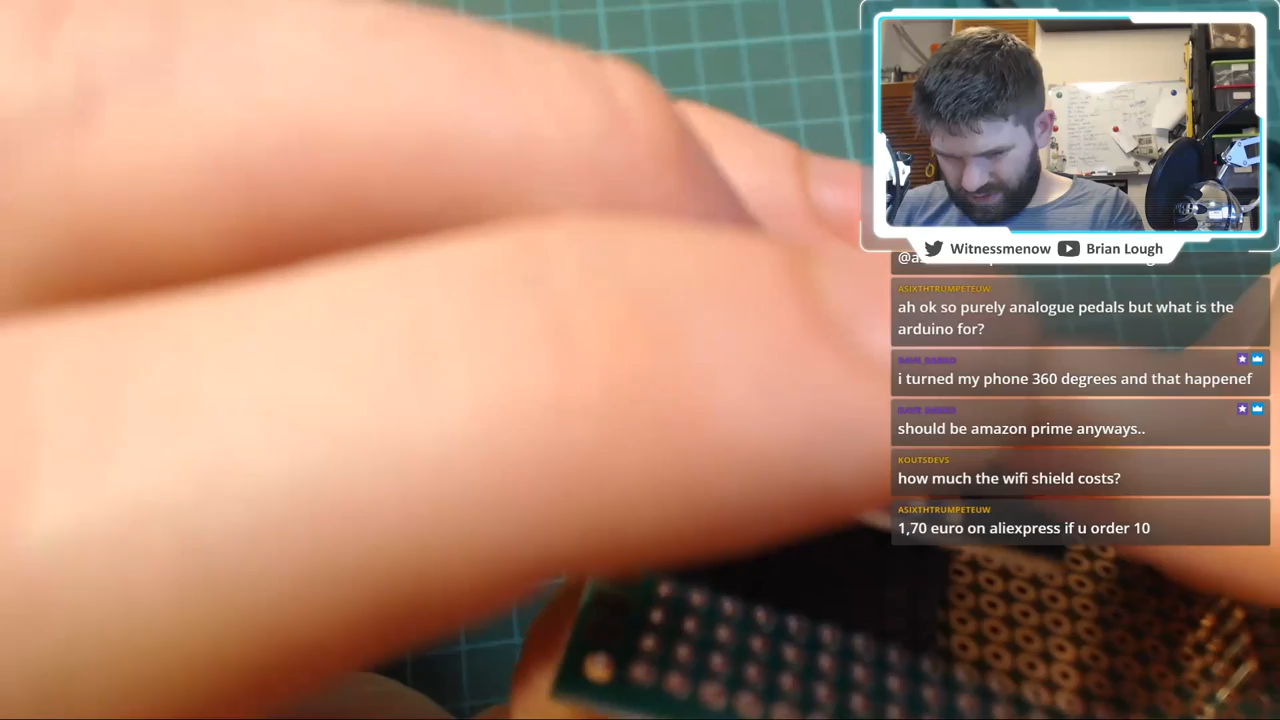 Witnessmenow Brian Lough
ASIXTHTRUMPETEUW
ah ok so purely analogue pedals but what is the
arduino for?
i turned my phone 360 degrees and that happenef
should be amazon prime anyways..
KOUTSDEVS
how much the wifi shield costs?
ASIXTHTRUMPETEUW
1,70 euro on aliexpress if u order 10